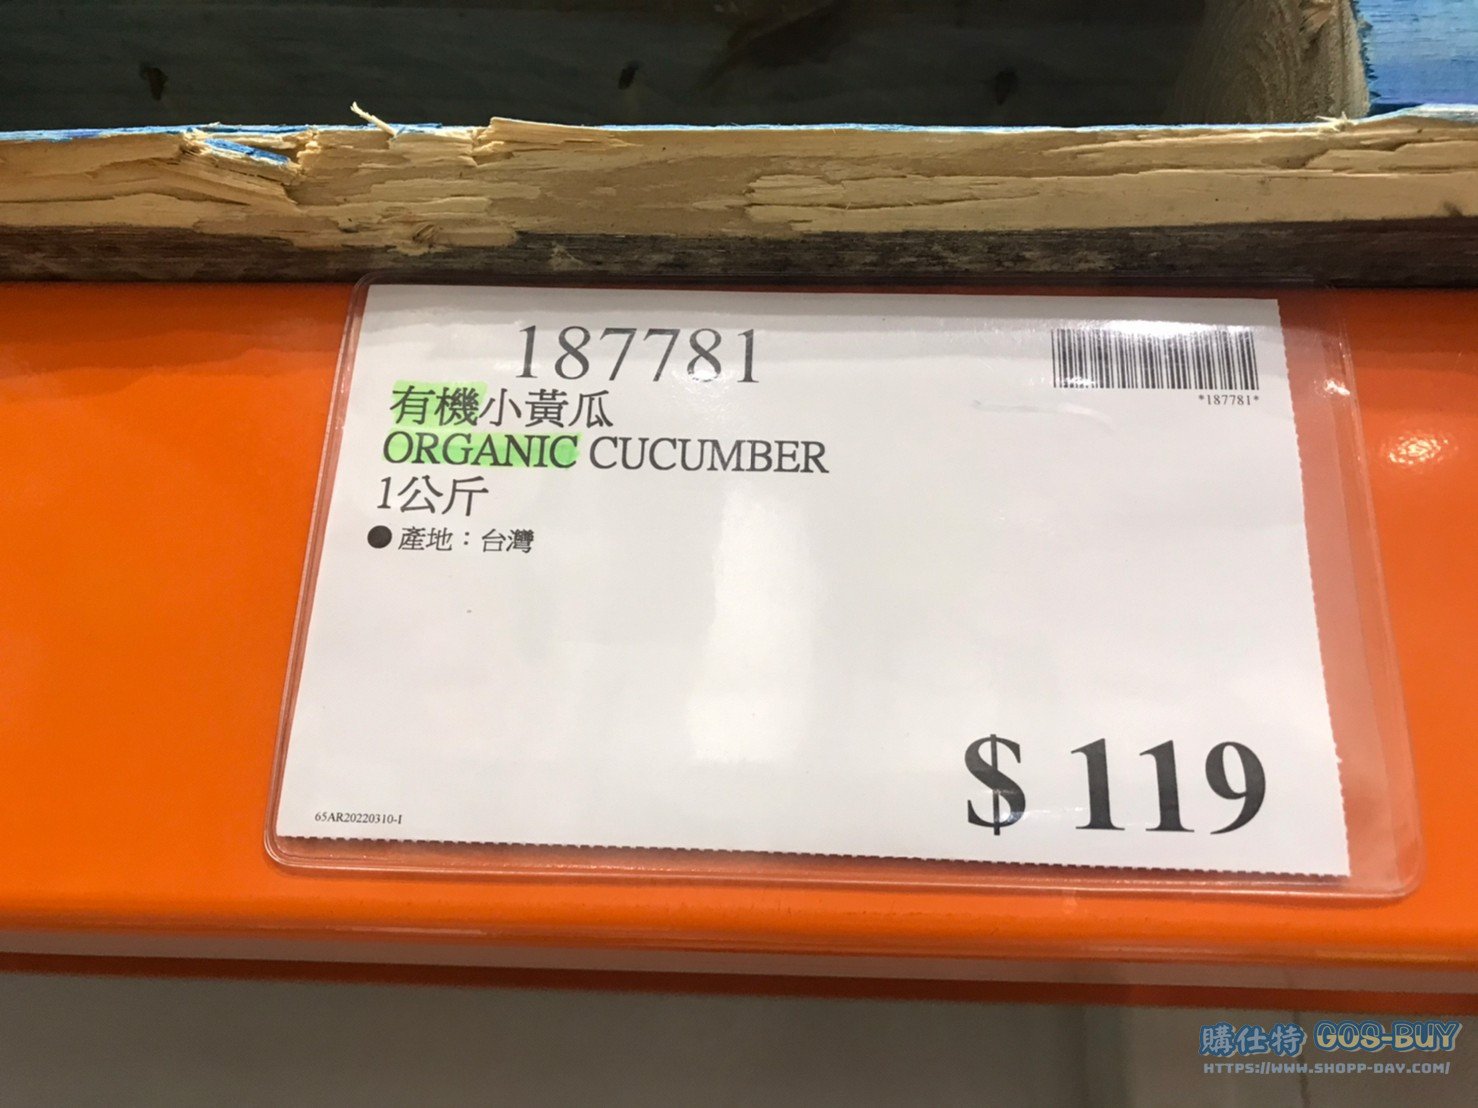 187781
*187781*
有機小黃瓜
ORGANIC CUCUMBER
1公斤
● 產地：台灣
$ 119
65AR20220310-I
購仕特 GOS-BUY
HTTPS://WWW.SHOPP-DAY.COM/